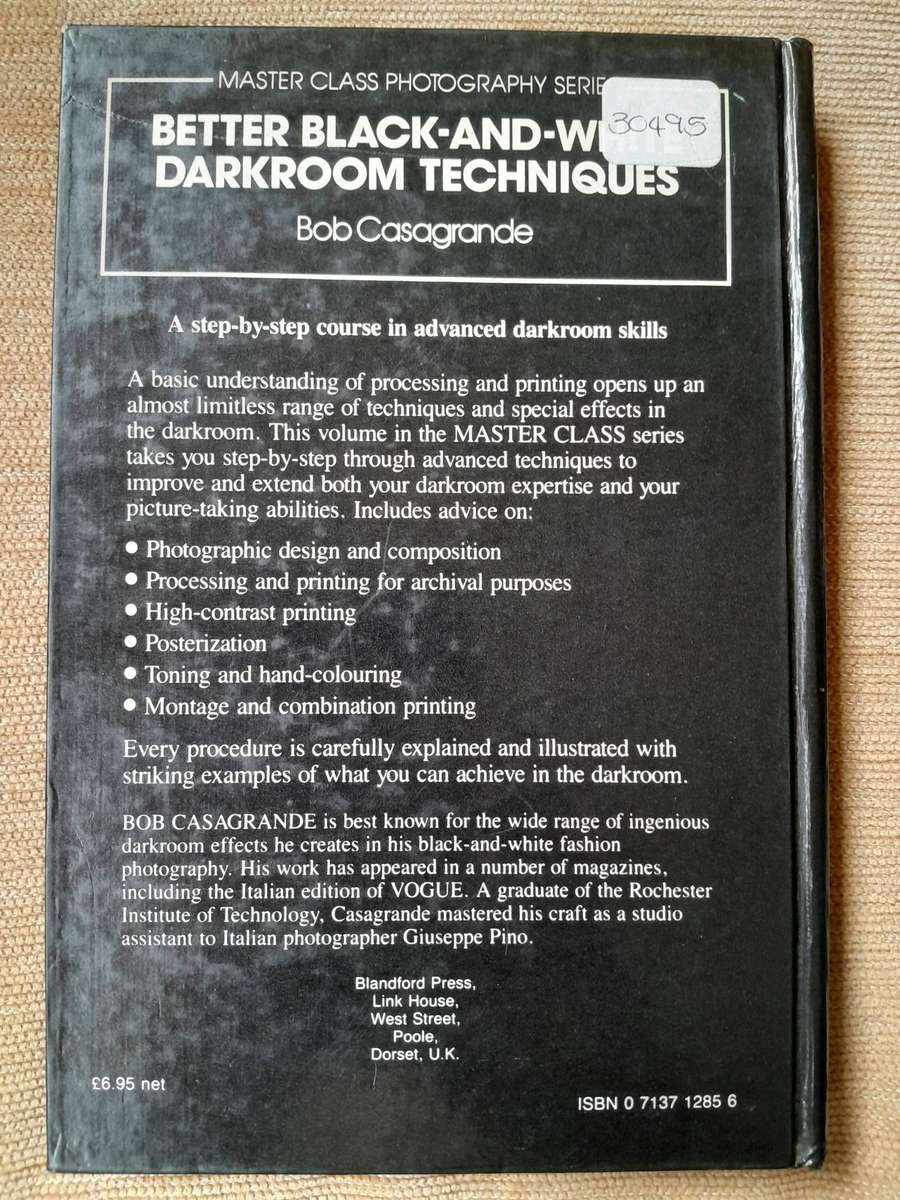 MASTER CLASS PHOTOGRAPHY SERIE
30495
BETTER BLACK-AND-WHITE
DARKROOM TECHNIQUES
Bob Casagrande
A step-by-step course in advanced darkroom skills
A basic understanding of processing and printing opens up an
almost limitless range of techniques and special effects in
the darkroom. This volume in the MASTER CLASS series
takes you step-by-step through advanced techniques to
improve and extend both your darkroom expertise and your
picture-taking abilities. Includes advice on:
● Photographic design and composition
● Processing and printing for archival purposes
● High-contrast printing
● Posterization
● Toning and hand-colouring
● Montage and combination printing
Every procedure is carefully explained and illustrated with
striking examples of what you can achieve in the darkroom.
BOB CASAGRANDE is best known for the wide range of ingenious
darkroom effects he creates in his black-and-white fashion
photography. His work has appeared in a number of magazines,
including the Italian edition of VOGUE. A graduate of the Rochester
Institute of Technology, Casagrande mastered his craft as a studio
assistant to Italian photographer Giuseppe Pino.
Blandford Press,
Link House,
West Street,
Poole,
Dorset, U.K.
£6.95 net
ISBN 0 7137 1285 6